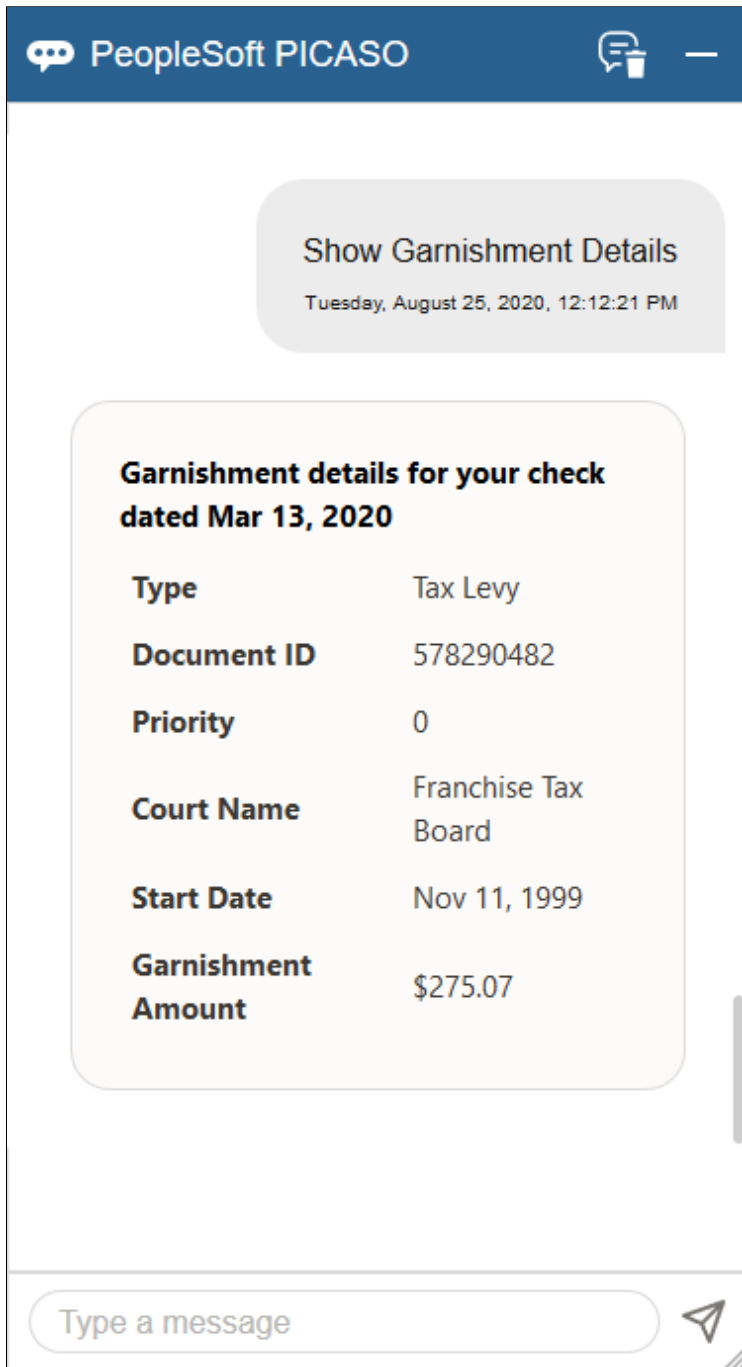 PeopleSoft PICASO
Show Garnishment Details
Tuesday, August 25, 2020, 12:12:21 PM
Garnishment details for your check
dated Mar 13, 2020
Type Tax Levy
Document ID 578290482
Priority 0
Court Name Franchise Tax
Board
Start Date Nov 11, 1999
Garnishment
Amount $275.07
Type a message